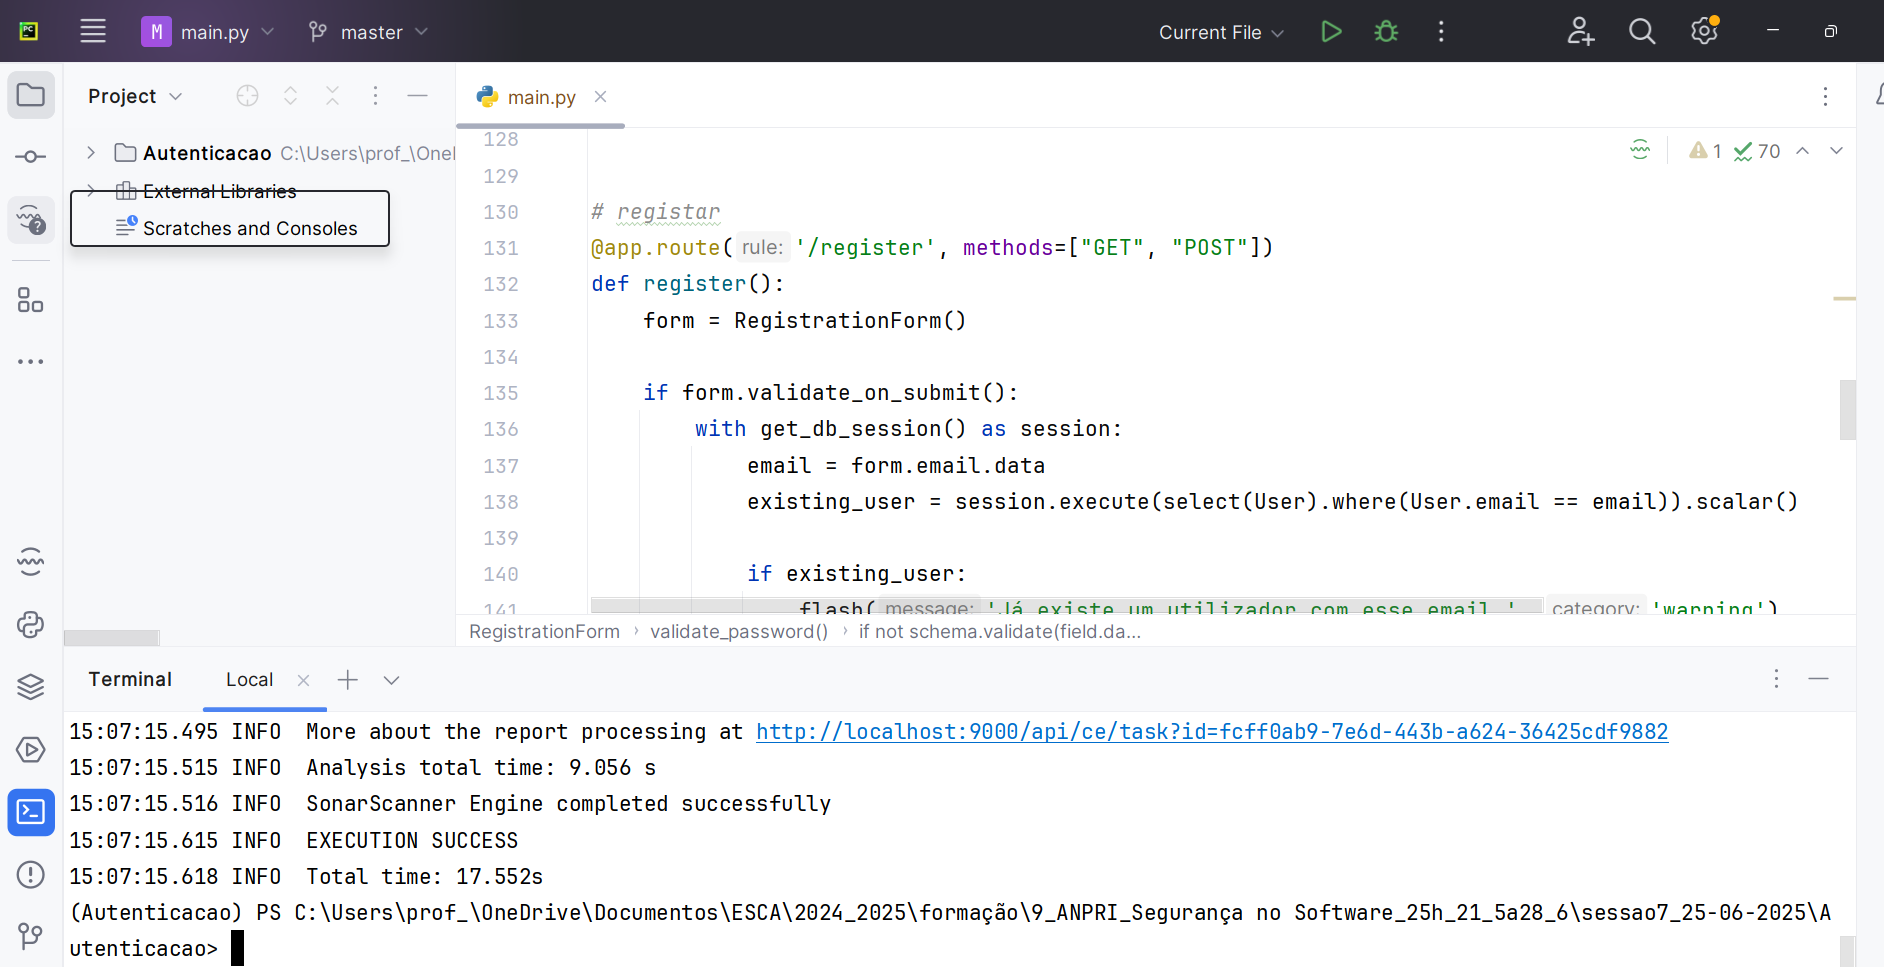 PC
M main.py master Current File
Project
main.py
Autenticacao C:\Users\prof_\Onel
External Libraries
Scratches and Consoles
1 70
128
129
130 # registar
131 @app.route( rule: '/register', methods=["GET", "POST"])
132 def register():
133 form = RegistrationForm()
134
135 if form.validate_on_submit():
136 with get_db_session() as session:
137 email = form.email.data
138 existing_user = session.execute(select(User).where(User.email == email)).scalar()
139
140 if existing_user:
141 flash( message: 'Já existe um utilizador com esse email.', category: 'warning')
RegistrationForm › validate_password() › if not schema.validate(field.da...
Terminal Local
15:07:15.495 INFO More about the report processing at http://localhost:9000/api/ce/task?id=fcff0ab9-7e6d-443b-a624-36425cdf9882
15:07:15.515 INFO Analysis total time: 9.056 s
15:07:15.516 INFO SonarScanner Engine completed successfully
15:07:15.615 INFO EXECUTION SUCCESS
15:07:15.618 INFO Total time: 17.552s
(Autenticacao) PS C:\Users\prof_\OneDrive\Documentos\ESCA\2024_2025\formação\9_ANPRI_Segurança no Software_25h_21_5a28_6\sessao7_25-06-2025\A
utenticacao>